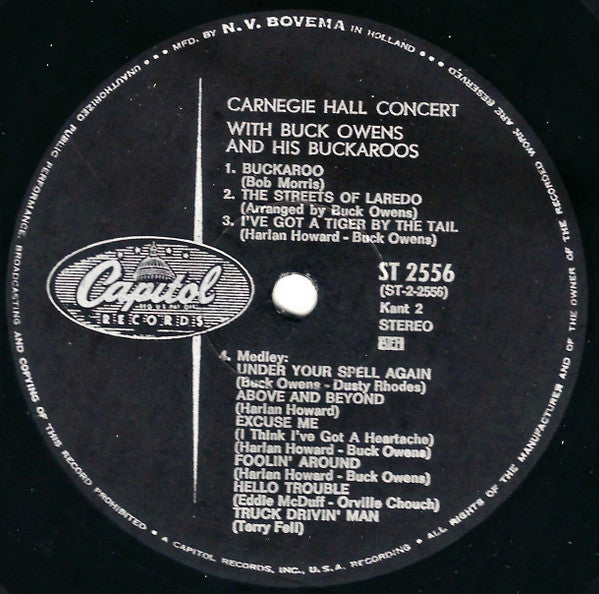 • • • MFD. BY N. V. BOVEMA IN HOLLAND • • •
ALL RIGHTS OF THE MANUFACTURER AND OF THE OWNER OF THE RECORDED WORK ARE RESERVED
UNAUTHORIZED PUBLIC PERFORMANCE, BROADCASTING AND COPYING OF THIS RECORD PROHIBITED • A CAPITOL RECORDS, INC., U.S.A. RECORDING •
CARNEGIE HALL CONCERT
WITH BUCK OWENS
AND HIS BUCKAROOS
1. BUCKAROO
(Bob Morris)
2. THE STREETS OF LAREDO
(Arranged by Buck Owens)
3. I'VE GOT A TIGER BY THE TAIL
(Harlan Howard - Buck Owens)
Capitol
RECORDS
ST 2556
(ST-2-2556)
Kant 2
STEREO
4. Medley:
UNDER YOUR SPELL AGAIN
(Buck Owens - Dusty Rhodes)
ABOVE AND BEYOND
(Harlan Howard)
EXCUSE ME
(I Think I've Got A Heartache)
(Harlan Howard - Buck Owens)
FOOLIN' AROUND
(Harlan Howard - Buck Owens)
HELLO TROUBLE
(Eddie McDuff - Orville Chouch)
TRUCK DRIVIN' MAN
(Terry Fell)